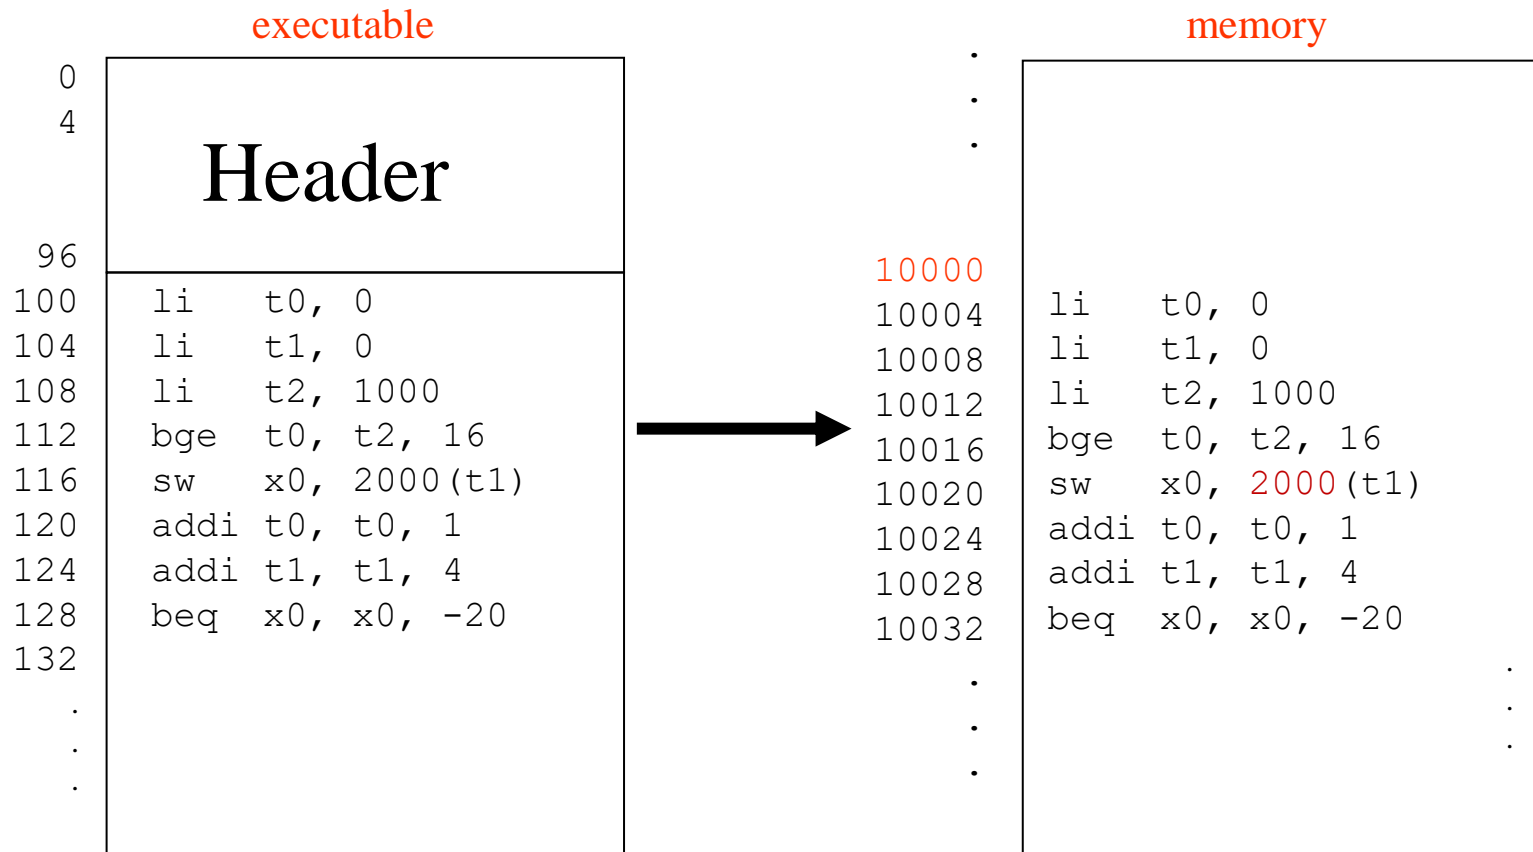 executable
0
4
Header
96
100 li t0, 0
104 li t1, 0
108 li t2, 1000
112 bge t0, t2, 16
116 sw x0, 2000(t1)
120 addi t0, t0, 1
124 addi t1, t1, 4
128 beq x0, x0, -20
132
.
.
.
memory
.
.
.
10000
10004 li t0, 0
10008 li t1, 0
10012 li t2, 1000
10016 bge t0, t2, 16
10020 sw x0, 2000(t1)
10024 addi t0, t0, 1
10028 addi t1, t1, 4
10032 beq x0, x0, -20
.
.
.
.
.
.